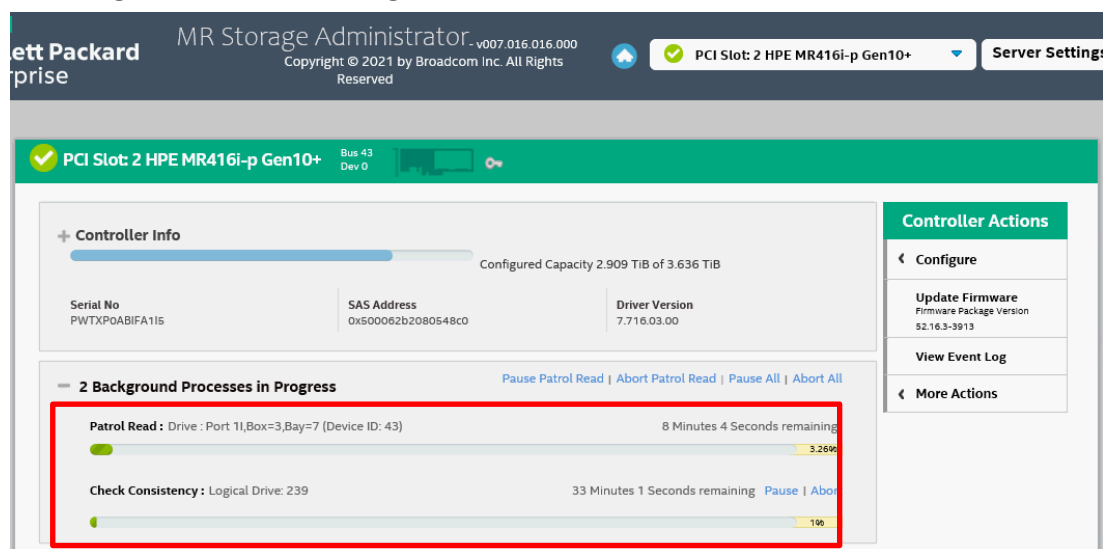 ett Packard
rprise
MR Storage Administrator v007.016.016.000
Copyright © 2021 by Broadcom Inc. All Rights
Reserved
PCI Slot: 2 HPE MR416i-p Gen10+
Server Settings
PCI Slot: 2 HPE MR416i-p Gen10+
Bus 43
Dev 0
Controller Info
Configured Capacity 2.909 TiB of 3.636 TiB
Serial No
PWTXP0ABIFA1I5
SAS Address
0x500062b2080548c0
Driver Version
7.716.03.00
2 Background Processes in Progress
Pause Patrol Read | Abort Patrol Read | Pause All | Abort All
Patrol Read : Drive : Port 1I,Box=3,Bay=7 (Device ID: 43)
8 Minutes 4 Seconds remaining
3.26%
Check Consistency : Logical Drive: 239
33 Minutes 1 Seconds remaining Pause | Abor
1%
Controller Actions
Configure
Update Firmware
Firmware Package Version
52.16.3-3913
View Event Log
More Actions